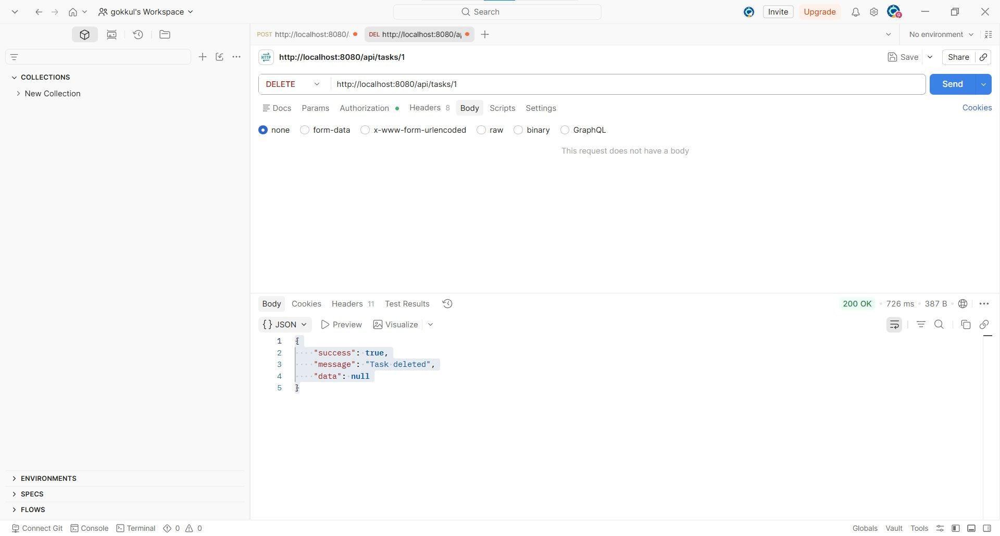 gokkul's Workspace
Search
Invite
Upgrade
POST http://localhost:8080/
DEL http://localhost:8080/a
No environment
HTTP
http://localhost:8080/api/tasks/1
Save
Share
COLLECTIONS
New Collection
DELETE
http://localhost:8080/api/tasks/1
Send
Docs
Params
Authorization
Headers 8
Body
Scripts
Settings
Cookies
none
form-data
x-www-form-urlencoded
raw
binary
GraphQL
This request does not have a body
Body
Cookies
Headers 11
Test Results
200 OK
726 ms
387 B
{} JSON
Preview
Visualize
1 {
2 "success": true,
3 "message": "Task deleted",
4 "data": null
5 }
ENVIRONMENTS
SPECS
FLOWS
Connect Git
Console
Terminal
0
0
Globals
Vault
Tools